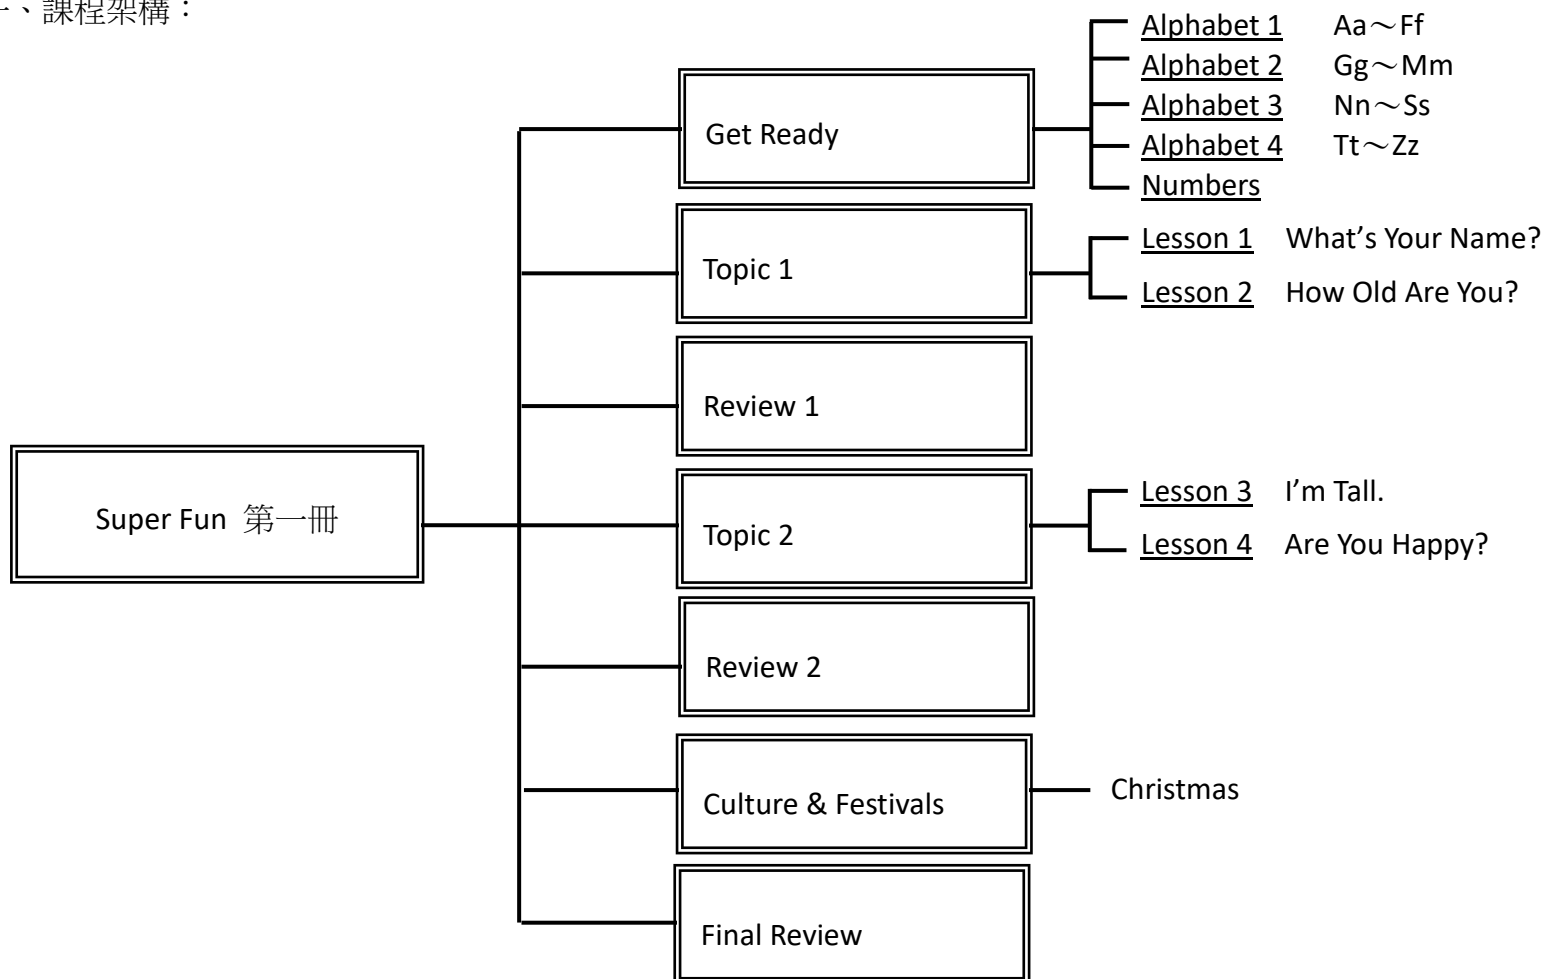 、課程架構：
Alphabet 1 Aa～Ff
Alphabet 2 Gg～Mm
Alphabet 3 Nn～Ss
Alphabet 4 Tt～Zz
Numbers
Get Ready
Lesson 1 What’s Your Name?
Lesson 2 How Old Are You?
Topic 1
Review 1
Super Fun 第一冊
Lesson 3 I’m Tall.
Lesson 4 Are You Happy?
Topic 2
Review 2
Culture & Festivals
Christmas
Final Review